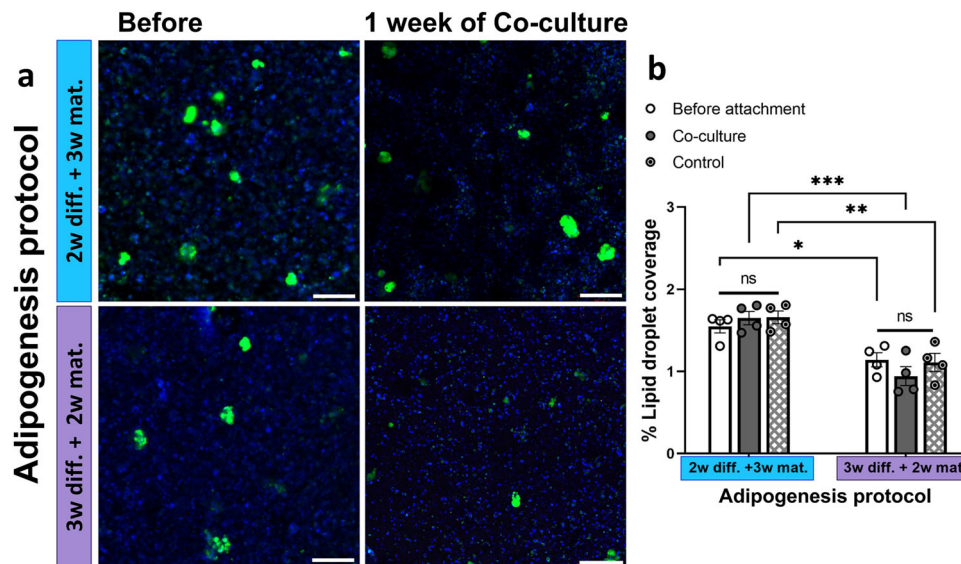 Before
1 week of Co-culture
a
Adipogenesis protocol
2w diff. + 3w mat.
3w diff. + 2w mat.
b
Before attachment
Co-culture
Control
***
**
*
ns
ns
% Lipid droplet coverage
3
2
1
0
2w diff. +3w mat.
3w diff. + 2w mat
Adipogenesis protocol